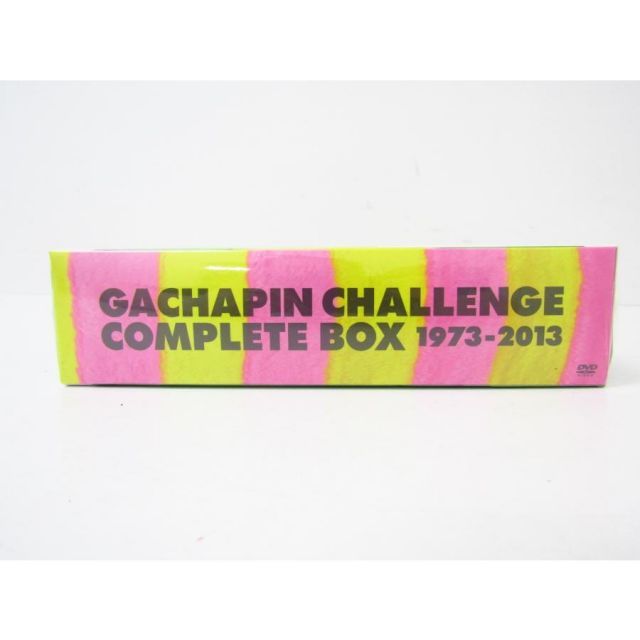 GACHAPIN CHALLENGE
COMPLETE BOX 1973-2013
DVD